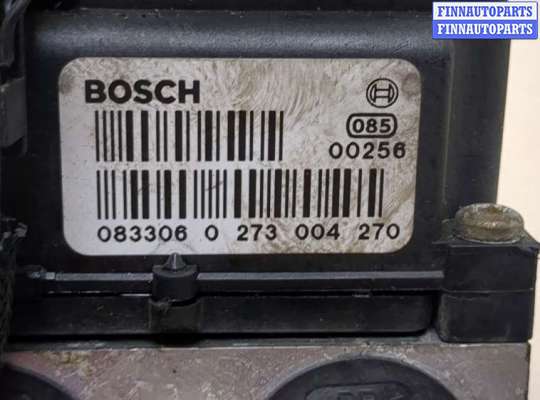 FINNAUTOPARTS
FINNAUTOPARTS
BOSCH
085
00256
083306 0 273 004 270